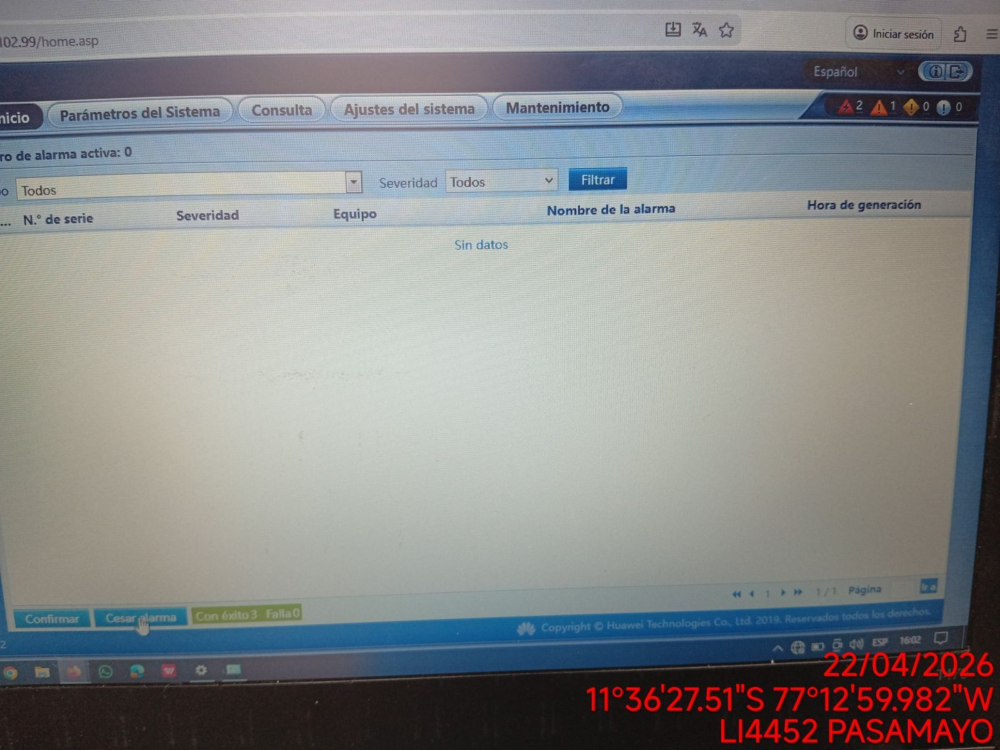 102.99/home.asp
Iniciar sesión
Español
nicio
Parámetros del Sistema
Consulta
Ajustes del sistema
Mantenimiento
2
1
0
0
ro de alarma activa: 0
o
Todos
Severidad
Todos
Filtrar
... N.° de serie
Severidad
Equipo
Nombre de la alarma
Hora de generación
Sin datos
1
1 / 1
Página
Ir a
Confirmar
Cesar alarma
Con éxito 3 Falla 0
Copyright © Huawei Technologies Co., Ltd. 2019. Reservados todos los derechos.
2
ESP
16:02
22/04/2026
11°36'27.51"S 77°12'59.982"W
LI4452 PASAMAYO